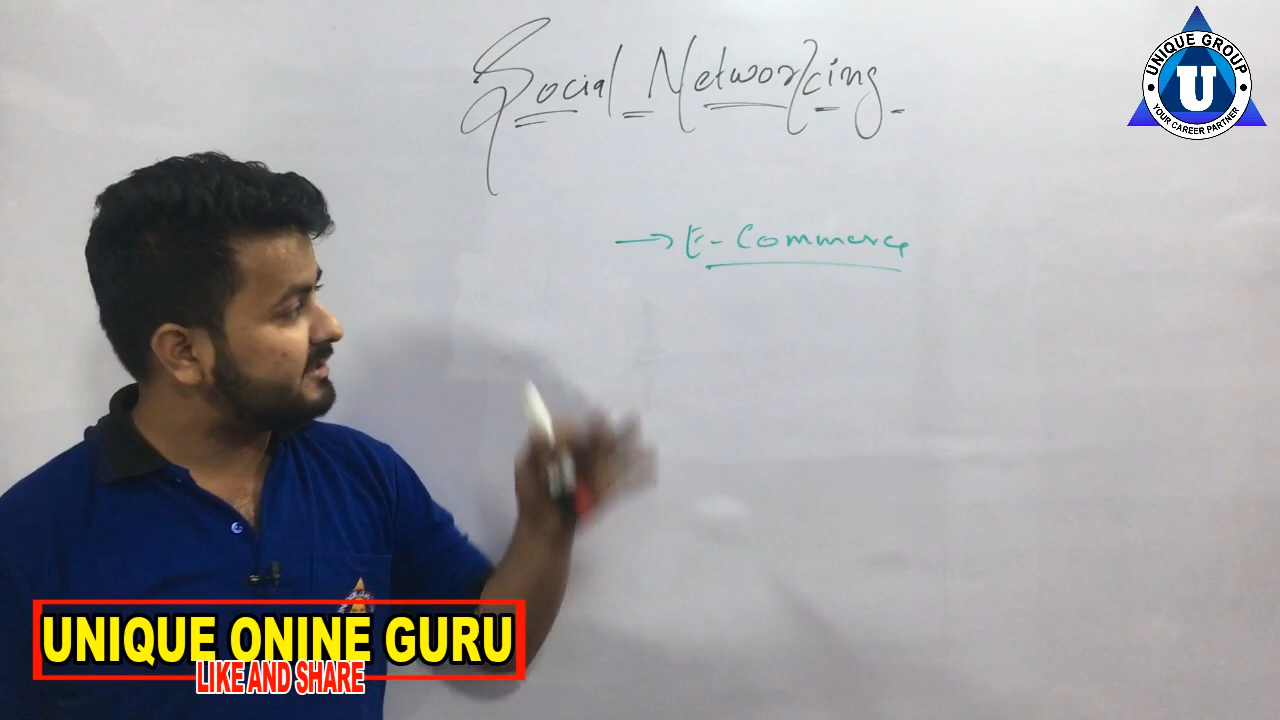 Social Networking
→ E-Commerce
UNIQUE GROUP
U
YOUR CAREER PARTNER
UNIQUE ONINE GURU
LIKE AND SHARE